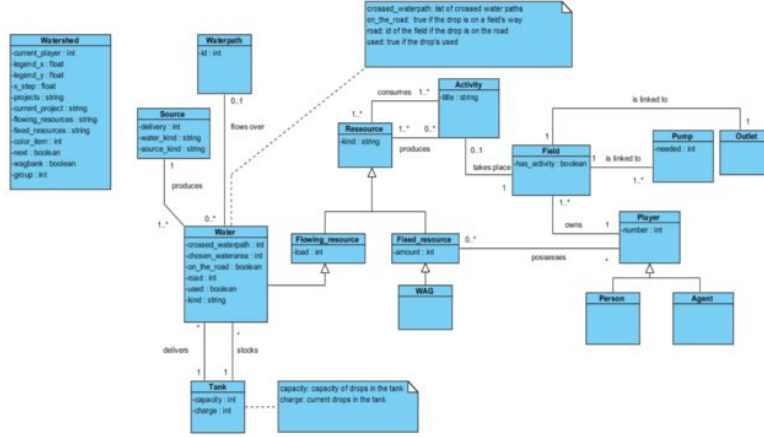 crossed_waterpath: list of crossed water paths
on_the_road: true if the drop is on a field's way
road: id of the field if the drop is on the road
used: true if the drop's used
Watershed
-current_player : int
-legend_x : float
-legend_y : float
-x_step : float
-projects : string
-current_project : string
-flowing_resources : string
-fixed_resources : string
-color_item : int
-next : boolean
-wagbank : boolean
-group : int
Waterpath
-id : int
0..1
flows over
0..*
Source
-delivery : int
-water_kind : string
-source_kind : string
1
produces
1..*
Activity
-title : string
consumes
1..*
1..*
Ressource
-kind : string
1..*
0..*
produces
0..1
takes place
1
is linked to
1
1
Field
-has_activity : boolean
1
is linked to
1..*
Pump
-needed : int
Outlet
1..*
owns
1
Water
-crossed_waterpath : int
-chosen_waterarea : int
-on_the_road : boolean
-road : int
-used : boolean
-kind : string
Flowing_resource
-load : int
Fixed_resource
-amount : int
0..*
possesses
*
Player
-number : int
WAG
Person
Agent
*
delivers
1
*
stocks
1
Tank
-capacity : int
-charge : int
capacity: capacity of drops in the tank
charge: current drops in the tank